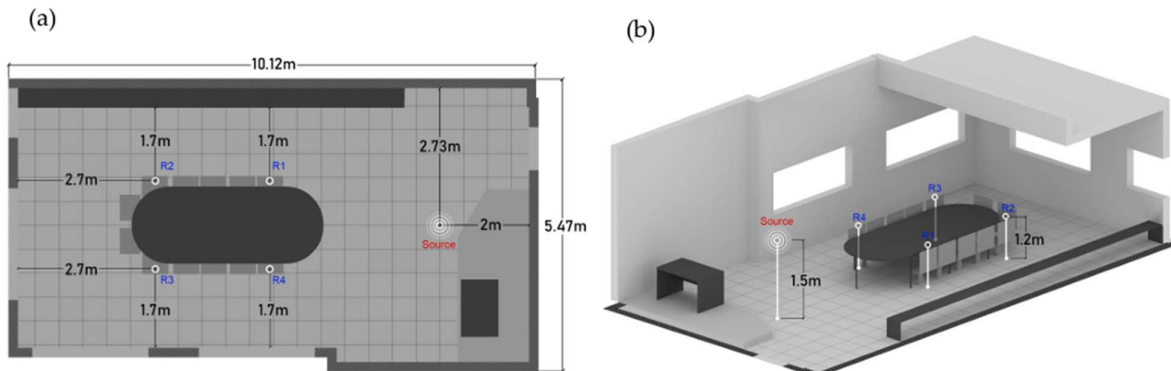 (a)
10.12m
1.7m
1.7m
2.73m
R2
R1
2.7m
Source
2m
5.47m
2.7m
R3
R4
1.7m
1.7m
(b)
R3
R4
Source
R1
R2
1.2m
1.5m